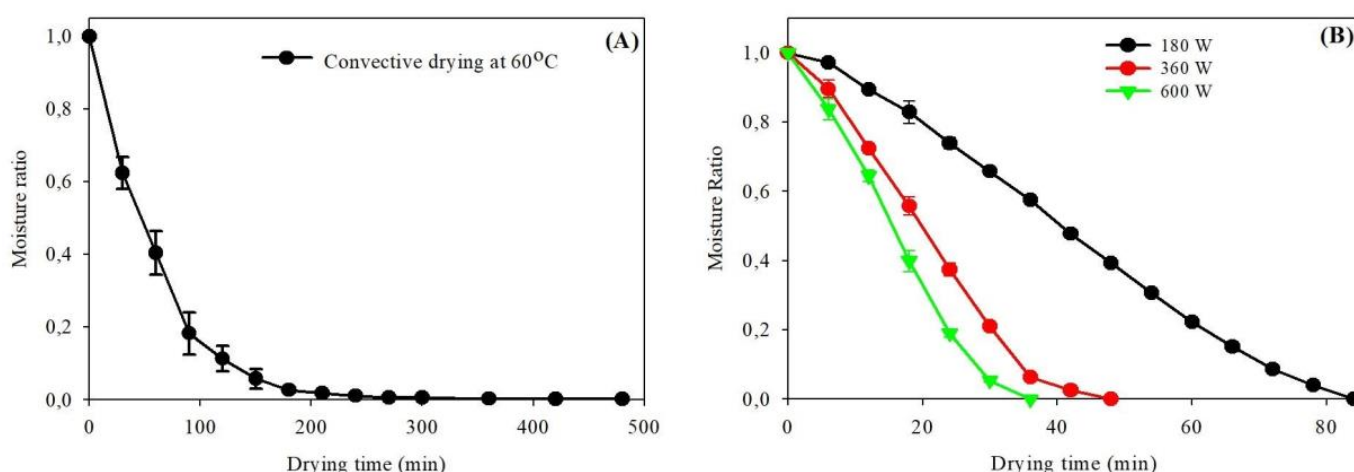 (A)
Convective drying at 60°C
Moisture ratio
1,0
0,8
0,6
0,4
0,2
0,0
0
100
200
300
400
500
Drying time (min)
(B)
180 W
360 W
600 W
Moisture Ratio
1,0
0,8
0,6
0,4
0,2
0,0
0
20
40
60
80
Drying time (min)